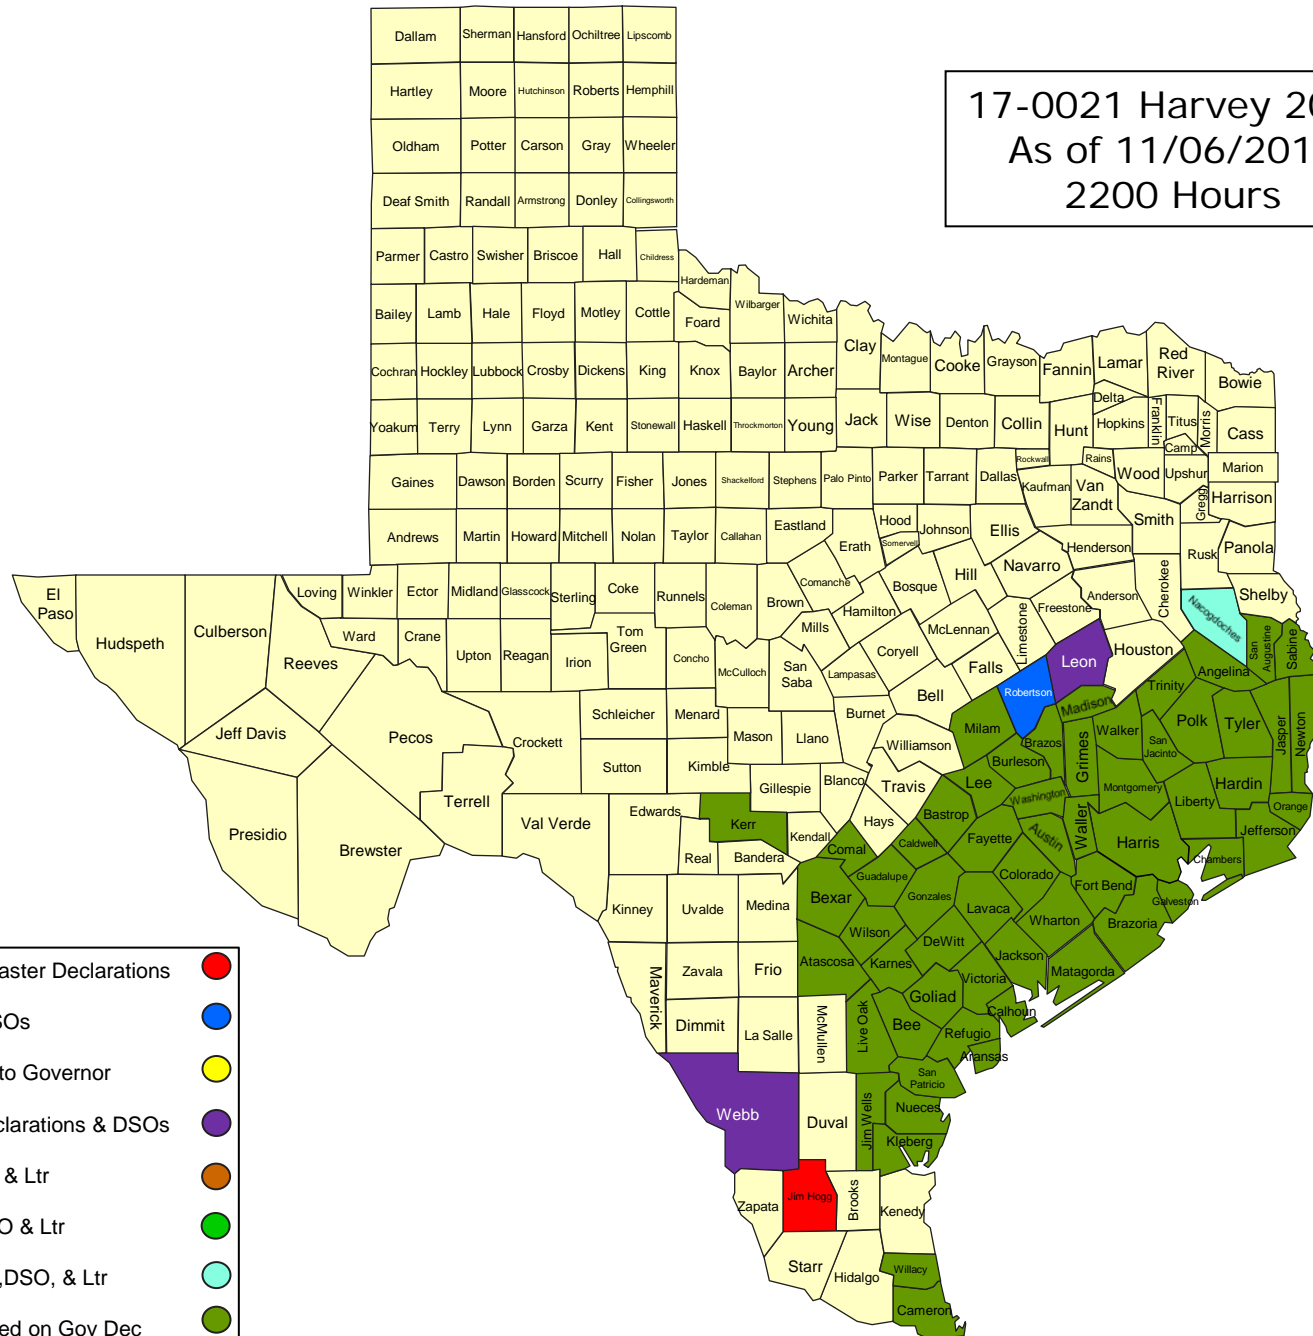 Dallam Sherman Hansford Ochiltree Lipscomb
Hartley Moore Hutchinson Roberts Hemphill
17-0021 Harvey 20
As of 11/06/201
2200 Hours
Oldham Potter Carson Gray Wheeler
Deaf Smith Randall Armstrong Donley Collingsworth
Parmer Castro Swisher Briscoe Hall Childress
Hardeman
Bailey Lamb Hale Floyd Motley Cottle Foard Wilbarger Wichita
Clay Montague Cooke Grayson Fannin Lamar Red River Bowie
Cochran Hockley Lubbock Crosby Dickens King Knox Baylor Archer
Delta
Yoakum Terry Lynn Garza Kent Stonewall Haskell Throckmorton Young Jack Wise Denton Collin Hunt Hopkins Franklin Titus Morris Cass
Camp
Gaines Dawson Borden Scurry Fisher Jones Shackelford Stephens Palo Pinto Parker Tarrant Dallas Rockwall Kaufman Rains Van Zandt Wood Upshur Marion
Gregg Harrison
Andrews Martin Howard Mitchell Nolan Taylor Callahan Eastland Erath Hood Somervell Johnson Ellis Henderson Smith Rusk Panola
El Paso Hudspeth Culberson Reeves Loving Winkler Ector Midland Glasscock Sterling Coke Runnels Coleman Brown Comanche Hamilton Bosque Hill Navarro Freestone Anderson Cherokee Nacogdoches Shelby
Ward Crane Upton Reagan Irion Tom Green Concho McCulloch San Saba Mills Lampasas Coryell McLennan Limestone Falls Leon Houston Angelina San Augustine Sabine
Bell Robertson Madison Trinity
Jeff Davis Pecos Crockett Schleicher Menard Mason Llano Burnet Williamson Milam Brazos Grimes Walker San Jacinto Polk Tyler Jasper Newton
Sutton Kimble Gillespie Blanco Travis Lee Burleson Washington Montgomery Liberty Hardin Orange
Presidio Brewster Terrell Val Verde Edwards Kerr Kendall Hays Bastrop Caldwell Fayette Austin Waller Harris Jefferson Chambers
Real Bandera Comal Guadalupe Gonzales Colorado Fort Bend Galveston
Kinney Uvalde Medina Bexar Wilson Lavaca Wharton Brazoria
Maverick Zavala Frio Atascosa Karnes DeWitt Jackson Matagorda
Victoria
Dimmit La Salle McMullen Live Oak Bee Goliad Refugio Calhoun
Aransas
San Patricio
Webb Duval Jim Wells Nueces
Kleberg
Zapata Jim Hogg Brooks Kenedy
Starr Hidalgo Willacy
Cameron
aster Declarations
SOs
to Governor
clarations & DSOs
& Ltr
O & Ltr
,DSO, & Ltr
ed on Gov Dec